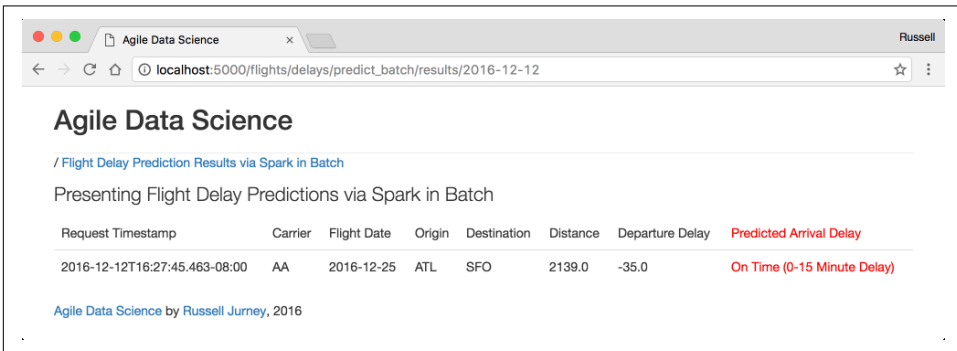 Agile Data Science
Russell
localhost:5000/flights/delays/predict_batch/results/2016-12-12
Agile Data Science
/ Flight Delay Prediction Results via Spark in Batch
Presenting Flight Delay Predictions via Spark in Batch
Request Timestamp Carrier Flight Date Origin Destination Distance Departure Delay Predicted Arrival Delay
2016-12-12T16:27:45.463-08:00 AA 2016-12-25 ATL SFO 2139.0 -35.0 On Time (0-15 Minute Delay)
Agile Data Science by Russell Jurney, 2016